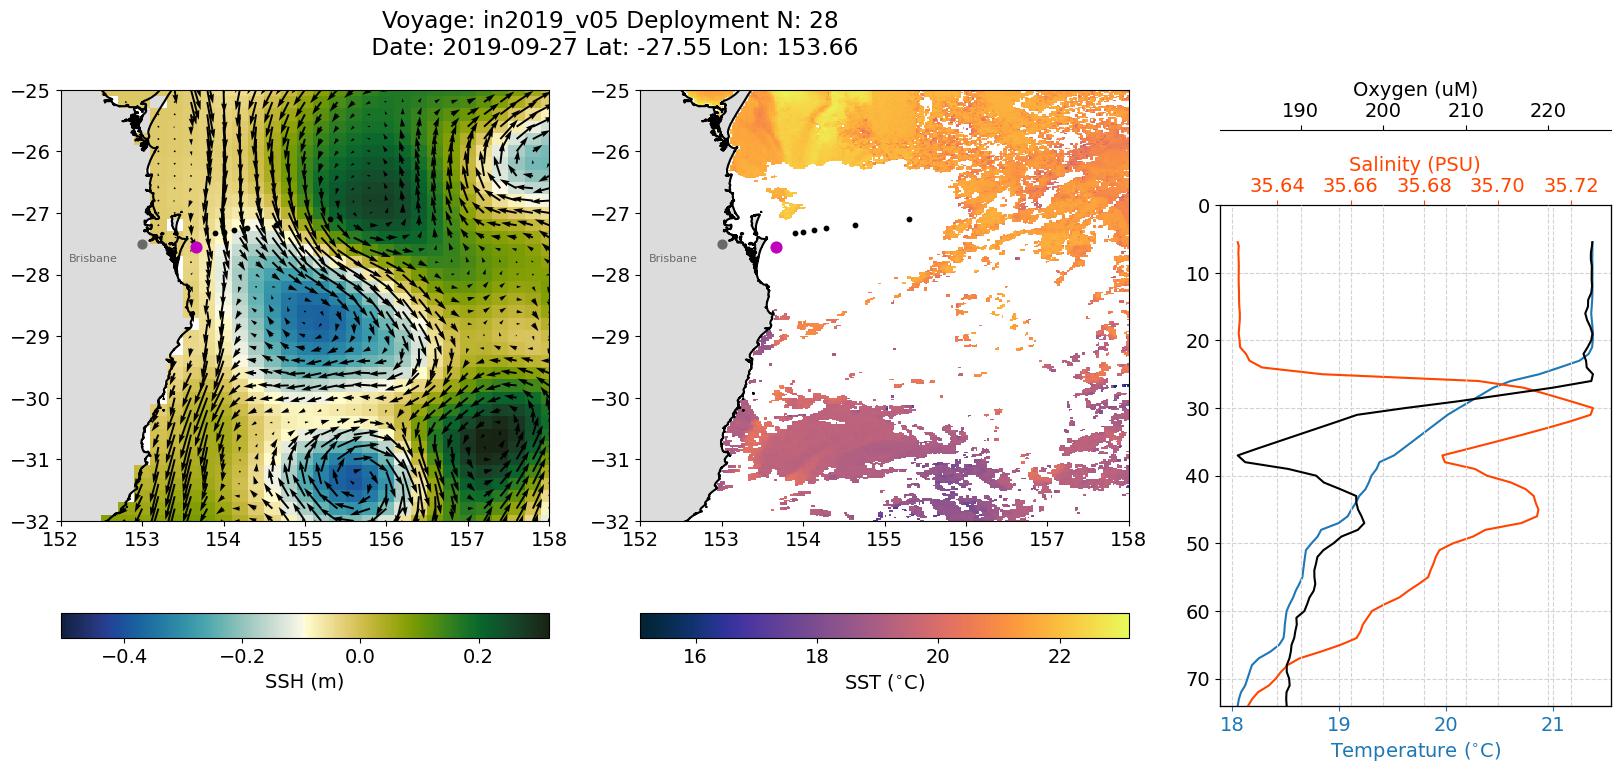 Voyage: in2019_v05 Deployment N: 28
Date: 2019-09-27 Lat: -27.55 Lon: 153.66
−25
−26
−27
−28
−29
−30
−31
−32
152 153 154 155 156 157 158
Brisbane
−0.4 −0.2 0.0 0.2
SSH (m)
−25
−26
−27
−28
−29
−30
−31
−32
152 153 154 155 156 157 158
Brisbane
16 18 20 22
SST (°C)
Oxygen (uM)
190 200 210 220
Salinity (PSU)
35.64 35.66 35.68 35.70 35.72
0
10
20
30
40
50
60
70
18 19 20 21
Temperature (°C)